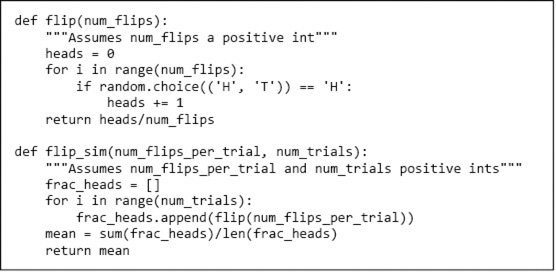 def flip(num_flips):
    """Assumes num_flips a positive int"""
    heads = 0
    for i in range(num_flips):
        if random.choice(('H', 'T')) == 'H':
            heads += 1
    return heads/num_flips

def flip_sim(num_flips_per_trial, num_trials):
    """Assumes num_flips_per_trial and num_trials positive ints"""
    frac_heads = []
    for i in range(num_trials):
        frac_heads.append(flip(num_flips_per_trial))
    mean = sum(frac_heads)/len(frac_heads)
    return mean